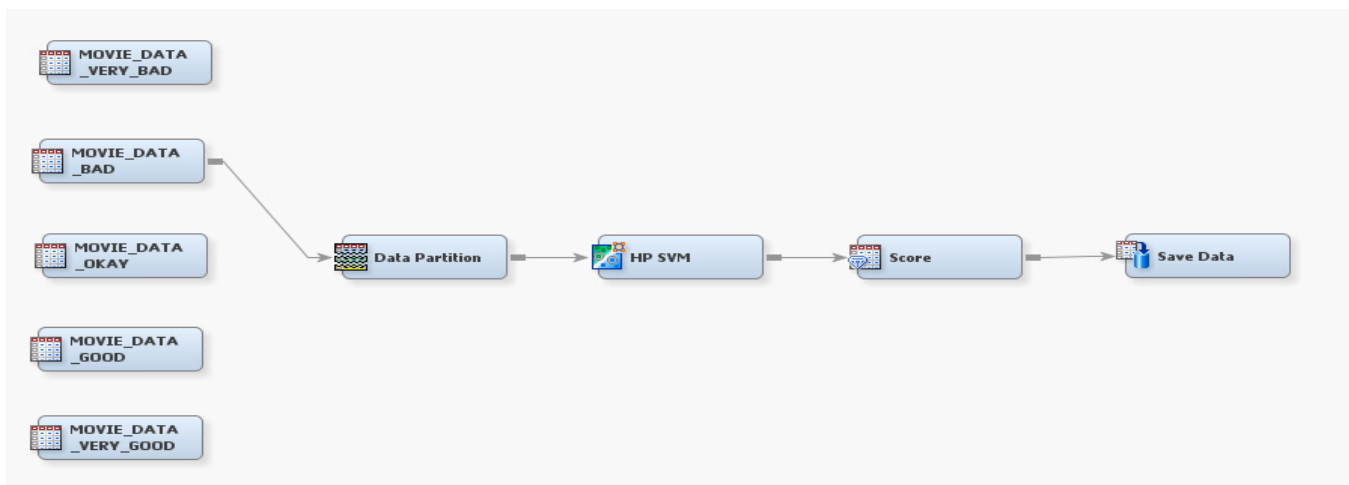 MOVIE_DATA
_VERY_BAD
MOVIE_DATA
_BAD
MOVIE_DATA
_OKAY
MOVIE_DATA
_GOOD
MOVIE_DATA
_VERY_GOOD
Data Partition
HP SVM
Score
Save Data